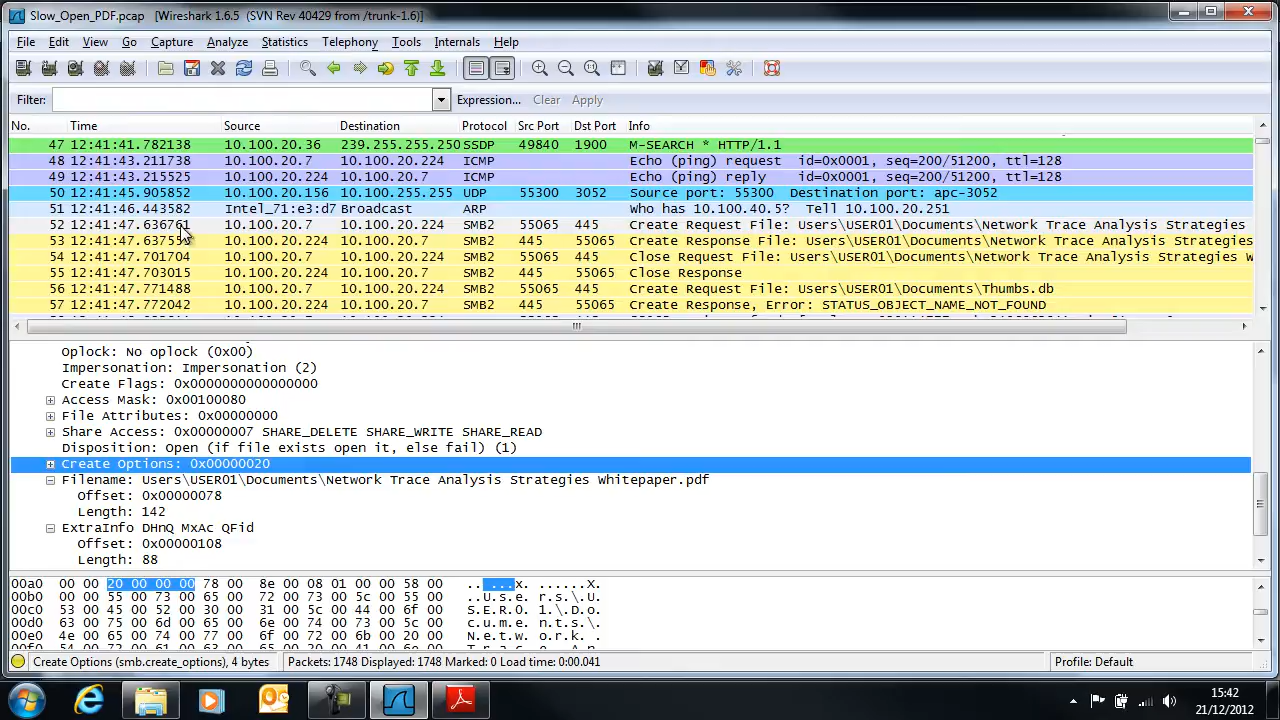 Slow_Open_PDF.pcap [Wireshark 1.6.5 (SVN Rev 40429 from /trunk-1.6)]
File Edit View Go Capture Analyze Statistics Telephony Tools Internals Help
Filter: Expression... Clear Apply
No. Time Source Destination Protocol Src Port Dst Port Info
47 12:41:41.782138 10.100.20.36 239.255.255.250 SSDP 49840 1900 M-SEARCH * HTTP/1.1
48 12:41:43.211738 10.100.20.7 10.100.20.224 ICMP Echo (ping) request id=0x0001, seq=200/51200, ttl=128
49 12:41:43.215525 10.100.20.224 10.100.20.7 ICMP Echo (ping) reply id=0x0001, seq=200/51200, ttl=128
50 12:41:45.905852 10.100.20.156 10.100.255.255 UDP 55300 3052 Source port: 55300 Destination port: apc-3052
51 12:41:46.443582 Intel_71:e3:d7 Broadcast ARP Who has 10.100.40.5? Tell 10.100.20.251
52 12:41:47.636761 10.100.20.7 10.100.20.224 SMB2 55065 445 Create Request File: Users\USER01\Documents\Network Trace Analysis Strategies
53 10.100.20.224 10.100.20.7 SMB2 445 55065 Create Response File: Users\USER01\Documents\Network Trace Analysis Strategies
54 12:41:47.701704 10.100.20.7 10.100.20.224 SMB2 55065 445 Close Request File: Users\USER01\Documents\Network Trace Analysis Strategies W
55 12:41:47.703015 10.100.20.224 10.100.20.7 SMB2 445 55065 Close Response
56 12:41:47.771488 10.100.20.7 10.100.20.224 SMB2 55065 445 Create Request File: Users\USER01\Documents\Thumbs.db
57 12:41:47.772042 10.100.20.224 10.100.20.7 SMB2 445 55065 Create Response, Error: STATUS_OBJECT_NAME_NOT_FOUND
Oplock: No oplock (0x00)
Impersonation: Impersonation (2)
Create Flags: 0x0000000000000000
Access Mask: 0x00100080
File Attributes: 0x00000000
Share Access: 0x00000007 SHARE_DELETE SHARE_WRITE SHARE_READ
Disposition: Open (if file exists open it, else fail) (1)
Create Options: 0x00000020
Filename: Users\USER01\Documents\Network Trace Analysis Strategies Whitepaper.pdf
Offset: 0x00000078
Length: 142
ExtraInfo DHnQ MxAc QFid
Offset: 0x00000108
Length: 88
00a0 00 00 20 00 00 00 78 00 8e 00 08 01 00 00 58 00 .. ...x. ......X.
00b0 00 00 55 00 73 00 65 00 72 00 73 00 5c 00 55 00 ..U.s.e. r.s.\.U.
00c0 53 00 45 00 52 00 30 00 31 00 5c 00 44 00 6f 00 S.E.R.0. 1.\.D.o.
00d0 63 00 75 00 6d 00 65 00 6e 00 74 00 73 00 5c 00 c.u.m.e. n.t.s.\.
00e0 4e 00 65 00 74 00 77 00 6f 00 72 00 6b 00 20 00 N.e.t.w. o.r.k. .
Create Options (smb.create_options), 4 bytes Packets: 1748 Displayed: 1748 Marked: 0 Load time: 0:00.041 Profile: Default
15:42
21/12/2012